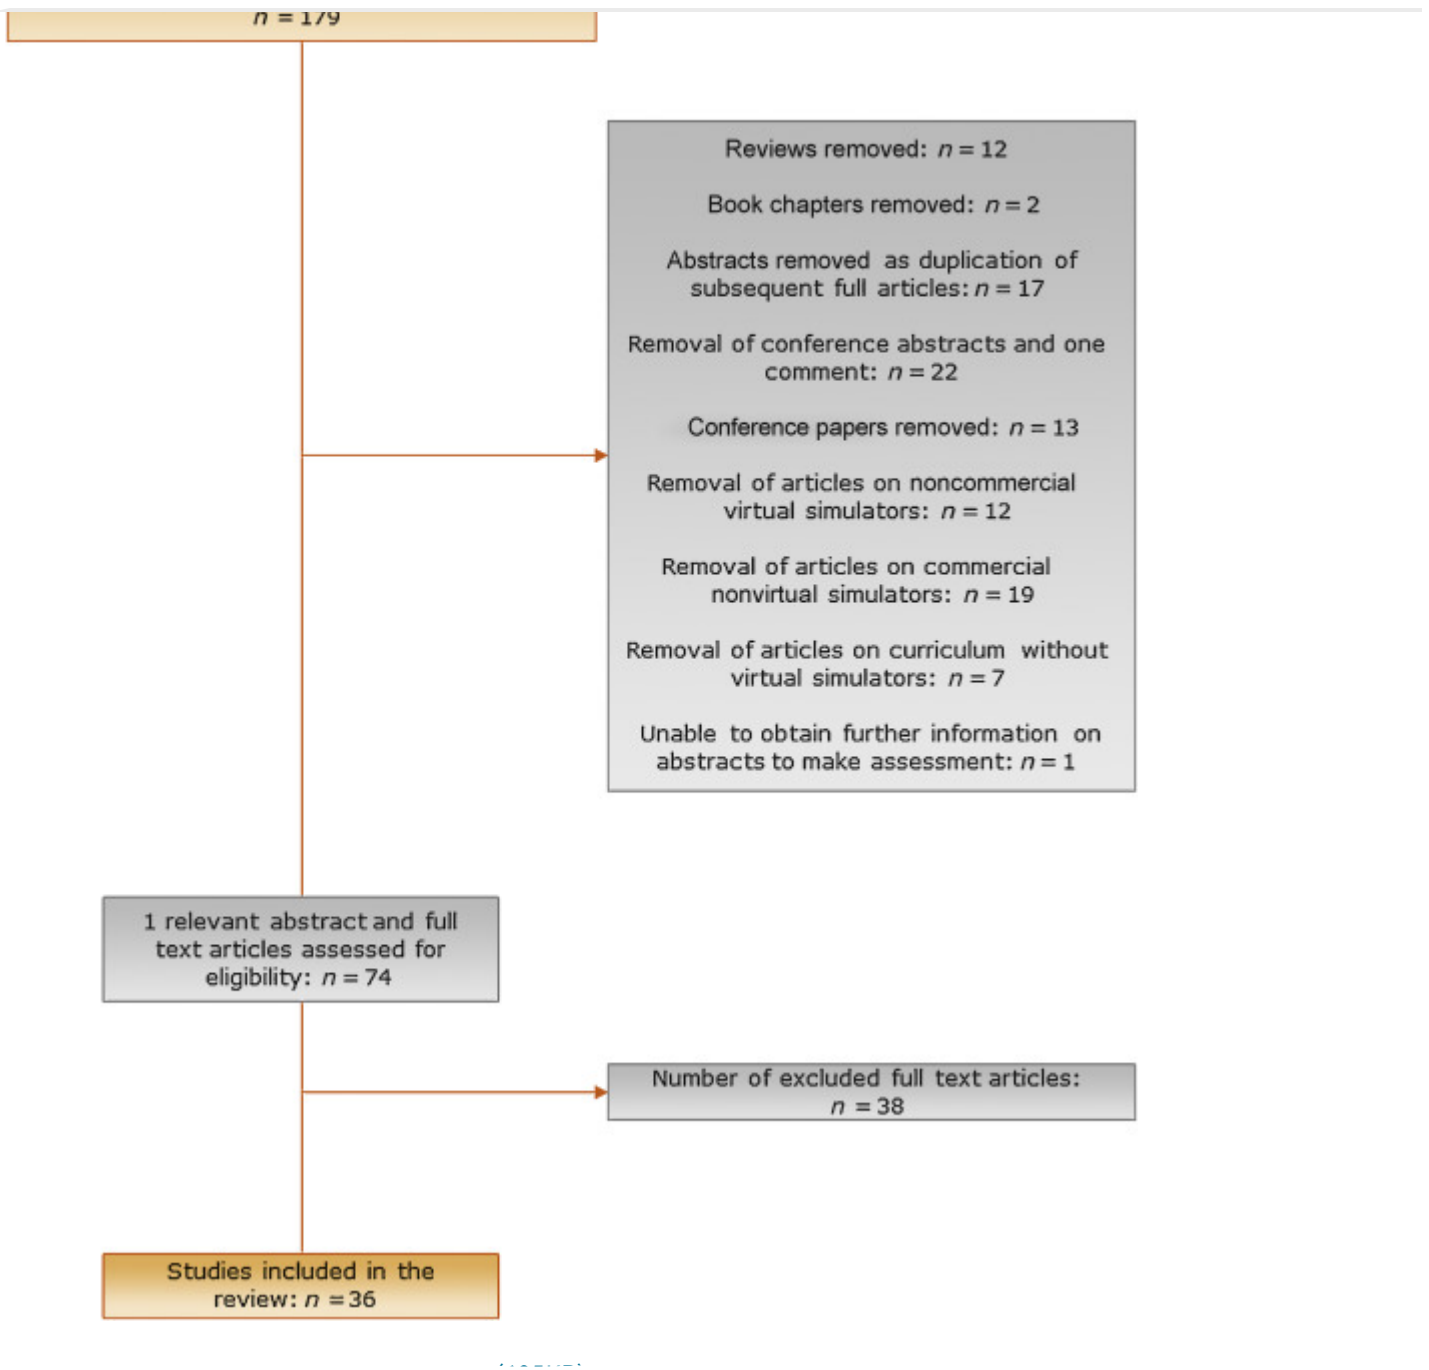 n = 179
Reviews removed: n = 12
Book chapters removed: n = 2
Abstracts removed as duplication of
subsequent full articles: n = 17
Removal of conference abstracts and one
comment: n = 22
Conference papers removed: n = 13
Removal of articles on noncommercial
virtual simulators: n = 12
Removal of articles on commercial
nonvirtual simulators: n = 19
Removal of articles on curriculum without
virtual simulators: n = 7
Unable to obtain further information on
abstracts to make assessment: n = 1
1 relevant abstract and full
text articles assessed for
eligibility: n = 74
Number of excluded full text articles:
n = 38
Studies included in the
review: n = 36